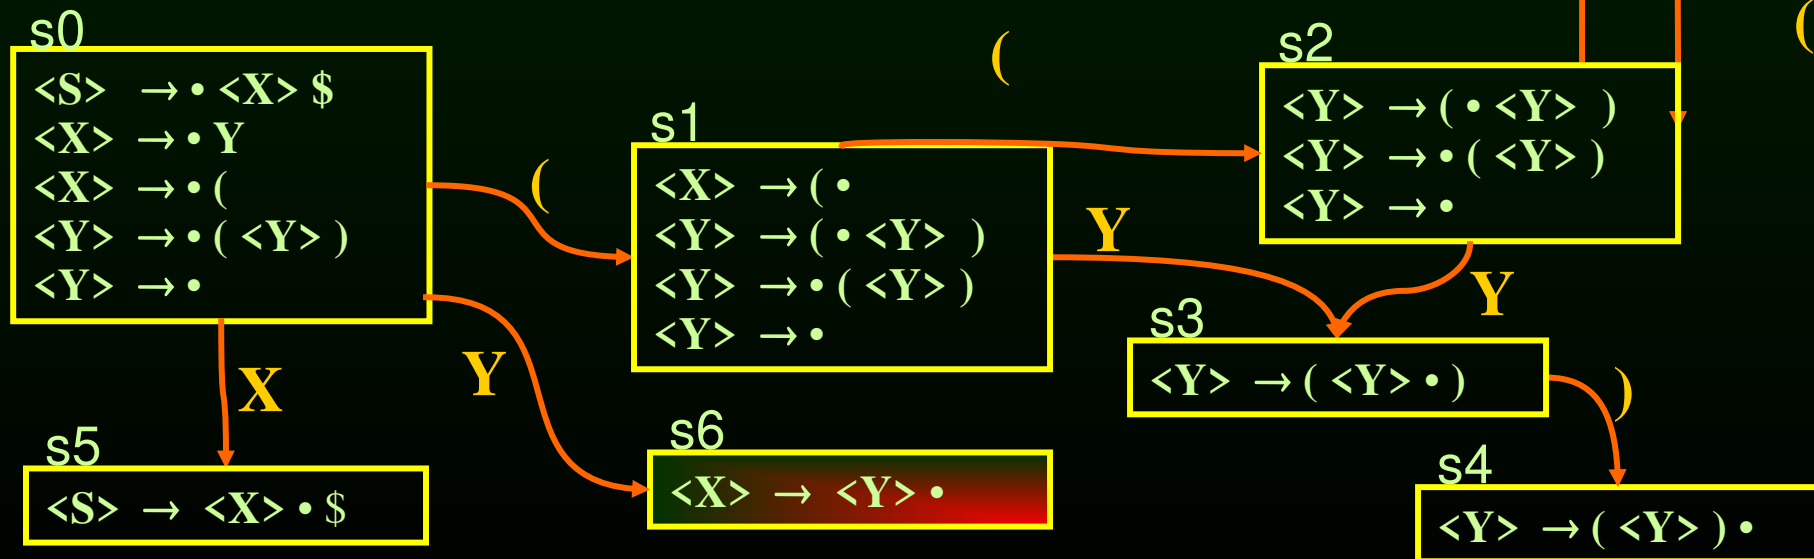 s0
<S> → • <X> $
<X> → • Y
<X> → • (
<Y> → • ( <Y> )
<Y> → •
(
X
Y
s1
<X> → ( •
<Y> → ( • <Y> )
<Y> → • ( <Y> )
<Y> → •
(
Y
s2
<Y> → ( • <Y> )
<Y> → • ( <Y> )
<Y> → •
(
Y
s3
<Y> → ( <Y> • )
)
s4
<Y> → ( <Y> ) •
s5
<S> → <X> • $
s6
<X> → <Y> •